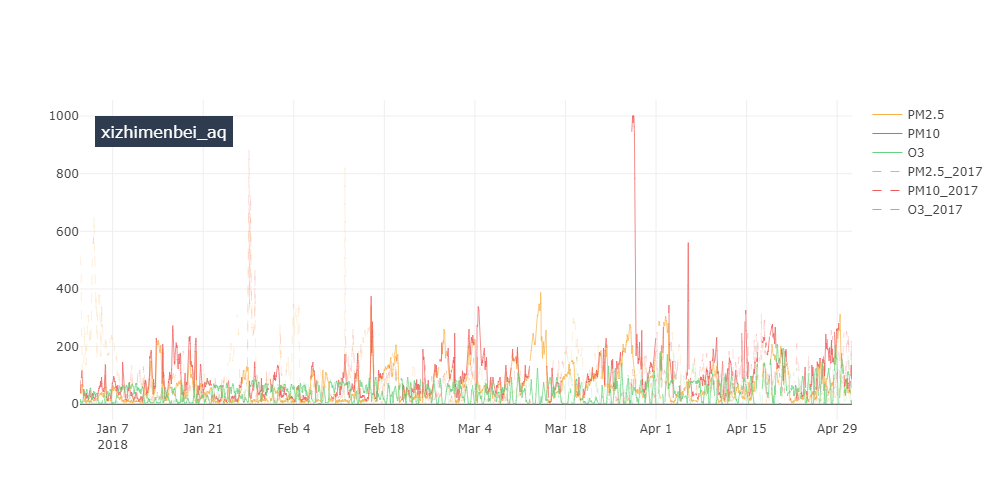 xizhimenbei_aq
1000
800
600
400
200
0
Jan 7
2018
Jan 21
Feb 4
Feb 18
Mar 4
Mar 18
Apr 1
Apr 15
Apr 29
PM2.5
PM10
O3
PM2.5_2017
PM10_2017
O3_2017